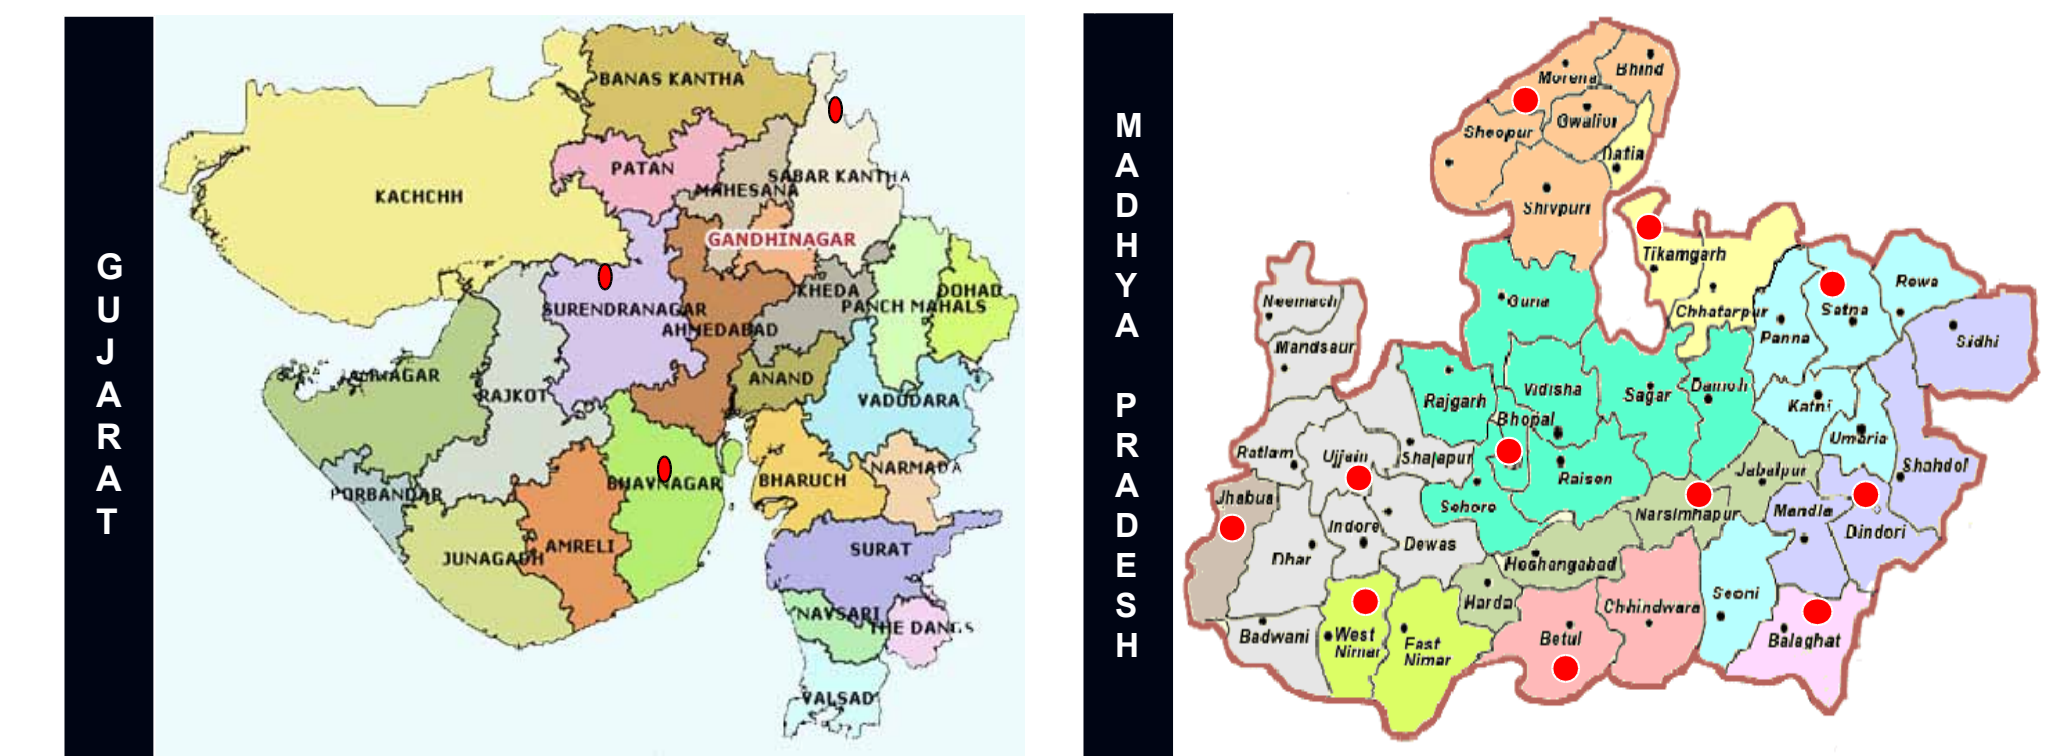 GUJARAT
BANAS KANTHA
PATAN
MAHESANA
SABAR KANTHA
KACHCHH
GANDHINAGAR
SURENDRANAGAR
AHMEDABAD
KHEDA
PANCH MAHALS
DOHAD
JAMNAGAR
RAJKOT
ANAND
VADODARA
PORBANDAR
BHAVNAGAR
BHARUCH
NARMADA
JUNAGADH
AMRELI
SURAT
NAVSARI
THE DANGS
VALSAD
MADHYA PRADESH
Morena
Bhind
Sheopur
Gwalior
Datia
Shivpuri
Tikamgarh
Neemach
Guna
Chhatarpur
Panna
Satna
Rewa
Sidhi
Mandsaur
Rajgarh
Vidisha
Sagar
Damoh
Katni
Umaria
Bhopal
Ratlam
Ujjain
Shajapur
Raisen
Jabalpur
Shahdol
Jhabua
Sehore
Narsimhapur
Mandla
Dindori
Indore
Dhar
Dewas
Hoshangabad
Harda
Chhindwara
Seoni
Badwani
West
Nimar
East
Nimar
Betul
Balaghat